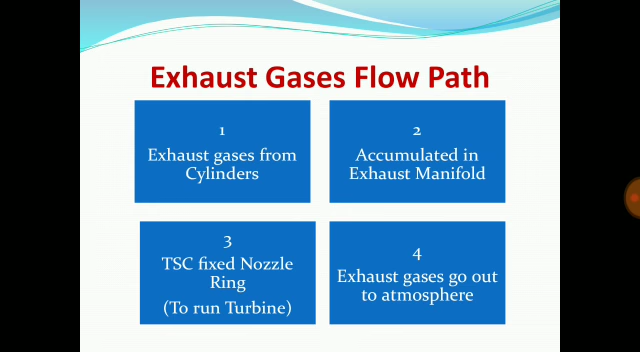 Exhaust Gases Flow Path
1
Exhaust gases from
Cylinders
2
Accumulated in
Exhaust Manifold
3
TSC fixed Nozzle
Ring
(To run Turbine)
4
Exhaust gases go out
to atmosphere